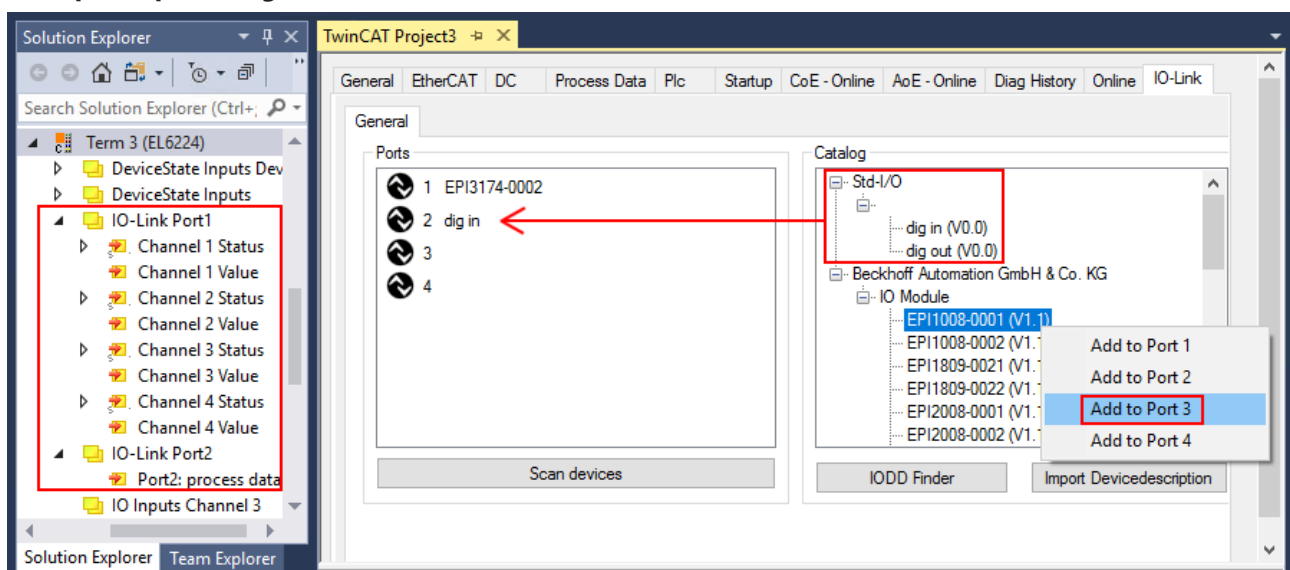 Solution Explorer
Search Solution Explorer (Ctrl+;
Term 3 (EL6224)
DeviceState Inputs Dev
DeviceState Inputs
IO-Link Port1
Channel 1 Status
Channel 1 Value
Channel 2 Status
Channel 2 Value
Channel 3 Status
Channel 3 Value
Channel 4 Status
Channel 4 Value
IO-Link Port2
Port2: process data
IO Inputs Channel 3
Solution Explorer Team Explorer
TwinCAT Project3
General EtherCAT DC Process Data Plc Startup CoE - Online AoE - Online Diag History Online IO-Link
General
Ports
1 EPI3174-0002
2 dig in
3
4
Scan devices
Catalog
Std-I/O
dig in (V0.0)
dig out (V0.0)
Beckhoff Automation GmbH & Co. KG
IO Module
EPI1008-0001 (V1.1)
EPI1008-0002 (V1.
EPI1809-0021 (V1.
EPI1809-0022 (V1.
EPI2008-0001 (V1.
EPI2008-0002 (V1.
Add to Port 1
Add to Port 2
Add to Port 3
Add to Port 4
IODD Finder Import Devicedescription